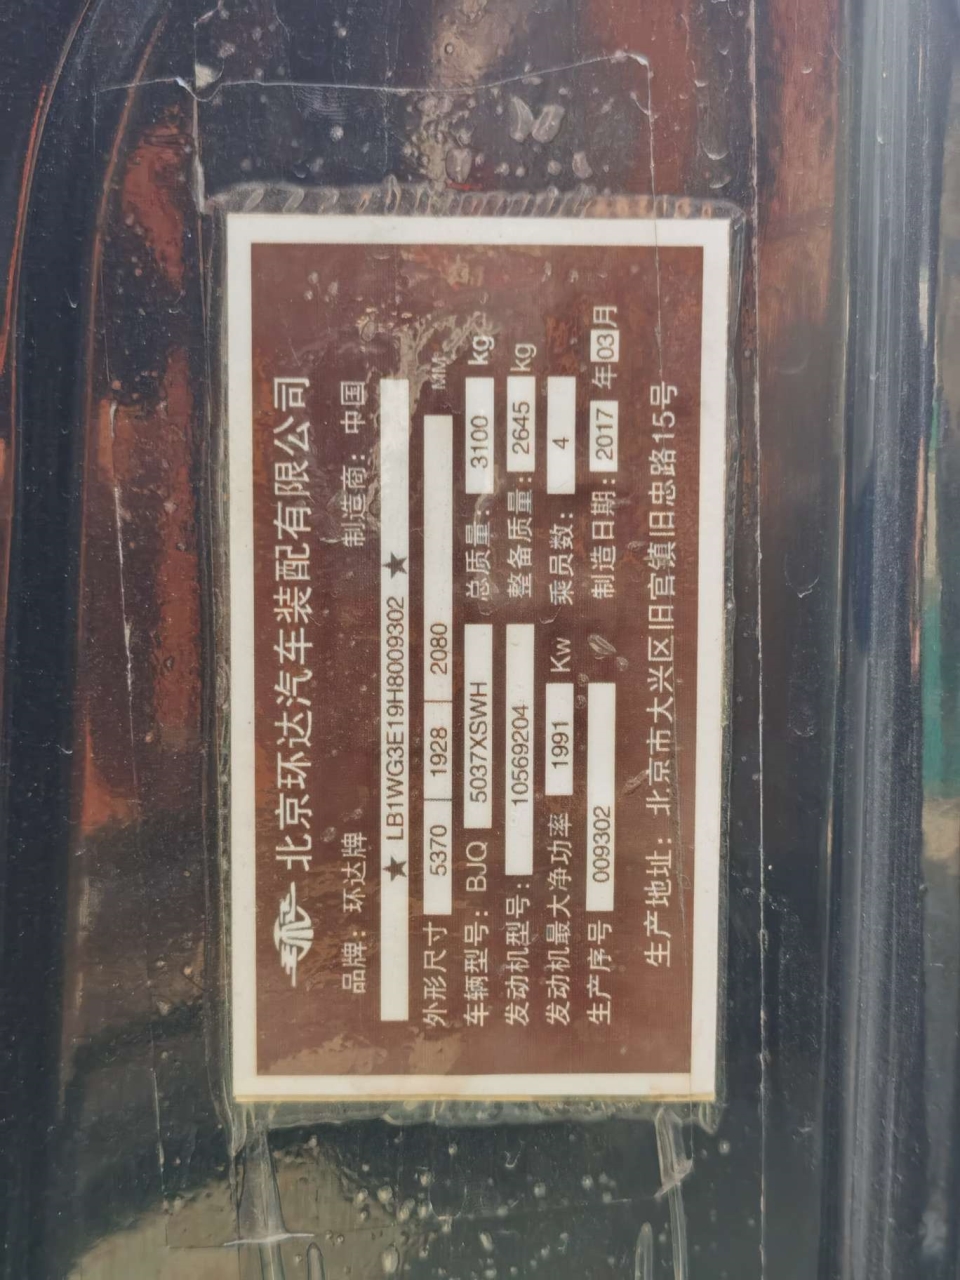 北京环达汽车装配有限公司
品牌：环达牌 制造商：中国
★ LB1WG3E19H8009302 ★
外形尺寸 5370 1928 2080 MM
车辆型号：BJQ 5037XSWH 总质量：3100 kg
发动机型号：10569204 整备质量：2645 kg
发动机最大净功率 1991 Kw 乘员数：4
生产序号 009302 制造日期：2017 年 03 月
生产地址：北京市大兴区旧宫镇旧忠路15号